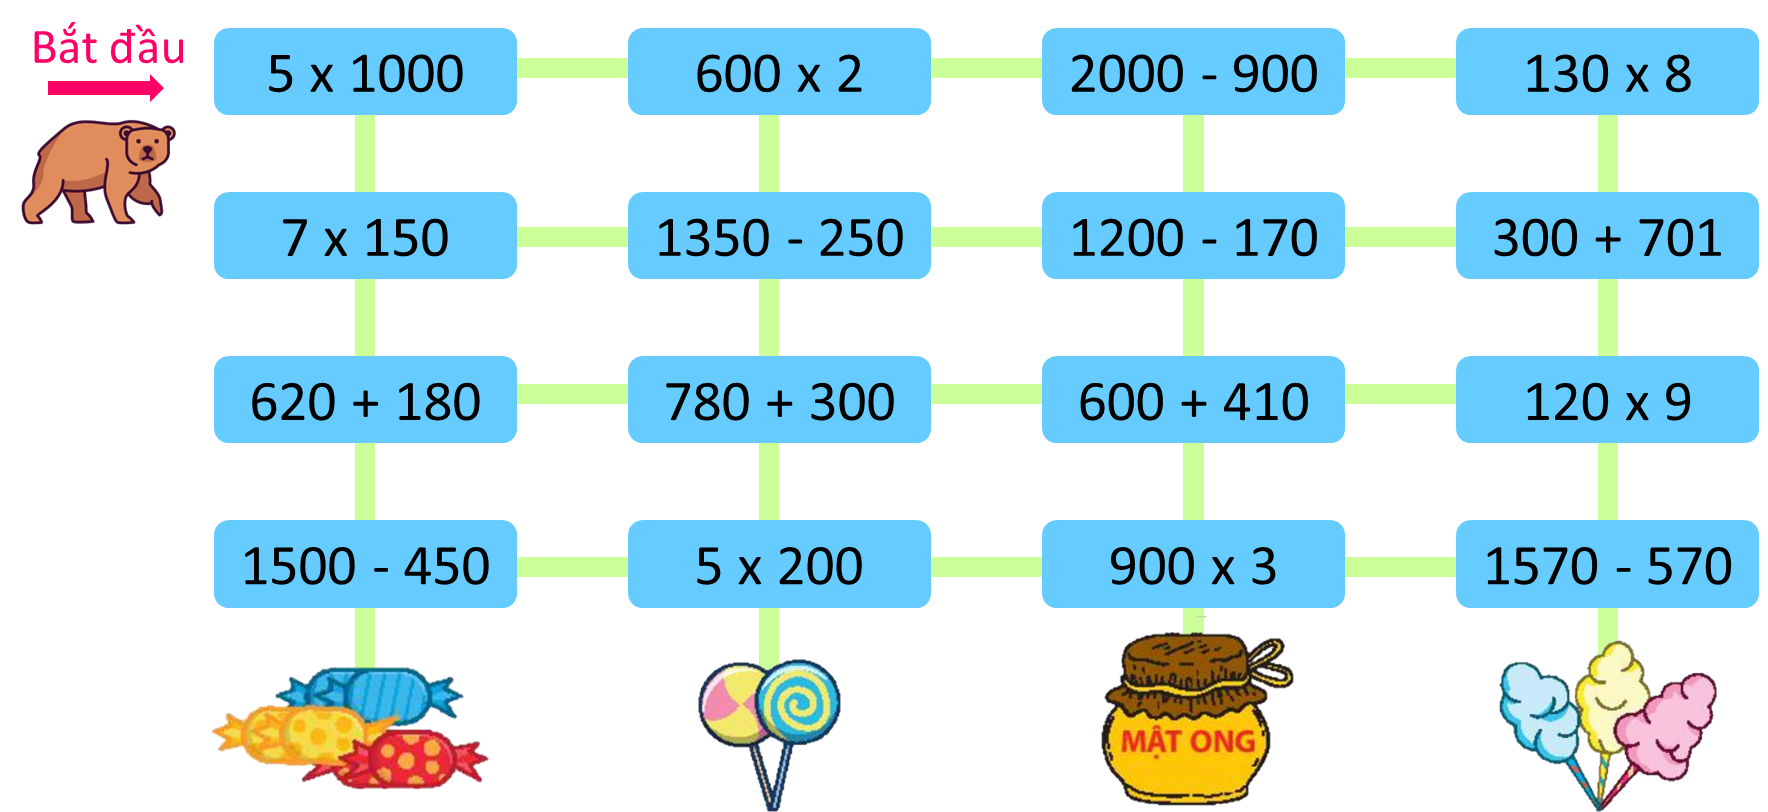 Bắt đầu
5 x 1000
600 x 2
2000 - 900
130 x 8
7 x 150
1350 - 250
1200 - 170
300 + 701
620 + 180
780 + 300
600 + 410
120 x 9
1500 - 450
5 x 200
900 x 3
1570 - 570
MẬT ONG